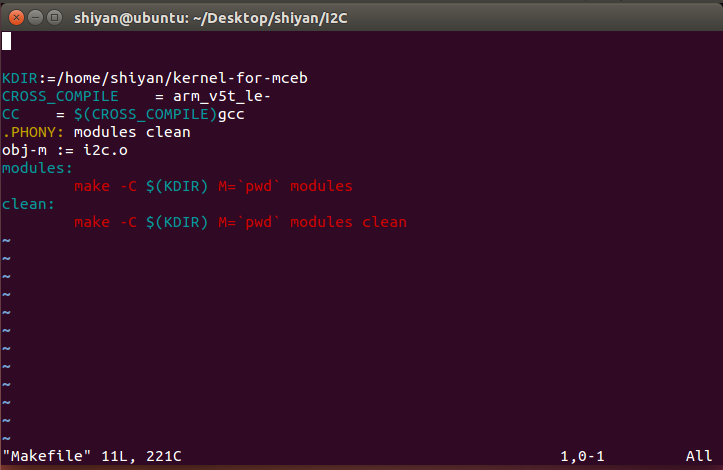 shiyan@ubuntu: ~/Desktop/shiyan/I2C
KDIR:=/home/shiyan/kernel-for-mceb
CROSS_COMPILE    = arm_v5t_le-
CC    = $(CROSS_COMPILE)gcc
.PHONY: modules clean
obj-m := i2c.o
modules:
        make -C $(KDIR) M=`pwd` modules
clean:
        make -C $(KDIR) M=`pwd` modules clean
~
~
~
~
~
~
~
~
~
~
~
~
"Makefile" 11L, 221C 1,0-1 All